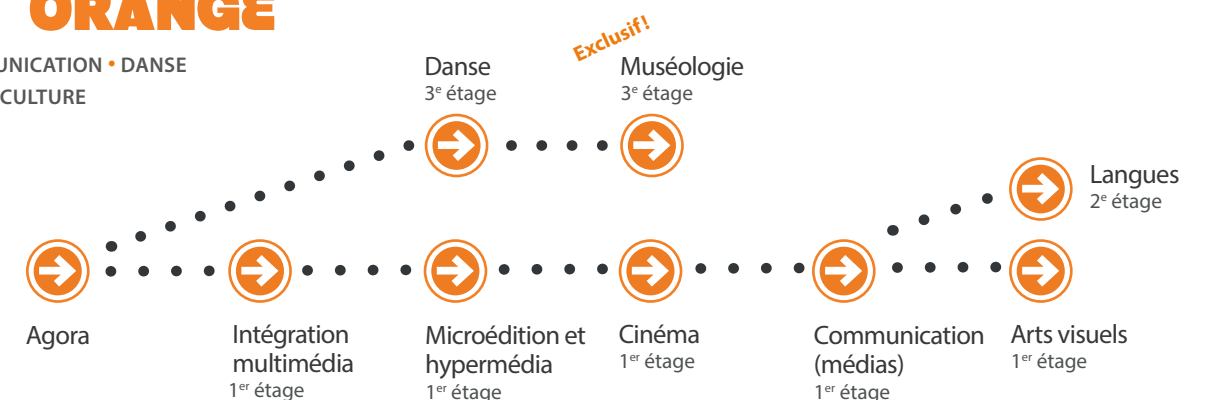 ORANGE
• DANSE
CULTURE
Exclusif!
Danse
3e étage
Muséologie
3e étage
Langues
2e étage
Agora
Intégration
multimédia
1er étage
Microédition et
hypermédia
1er étage
Cinéma
1er étage
Communication
(médias)
1er étage
Arts visuels
1er étage